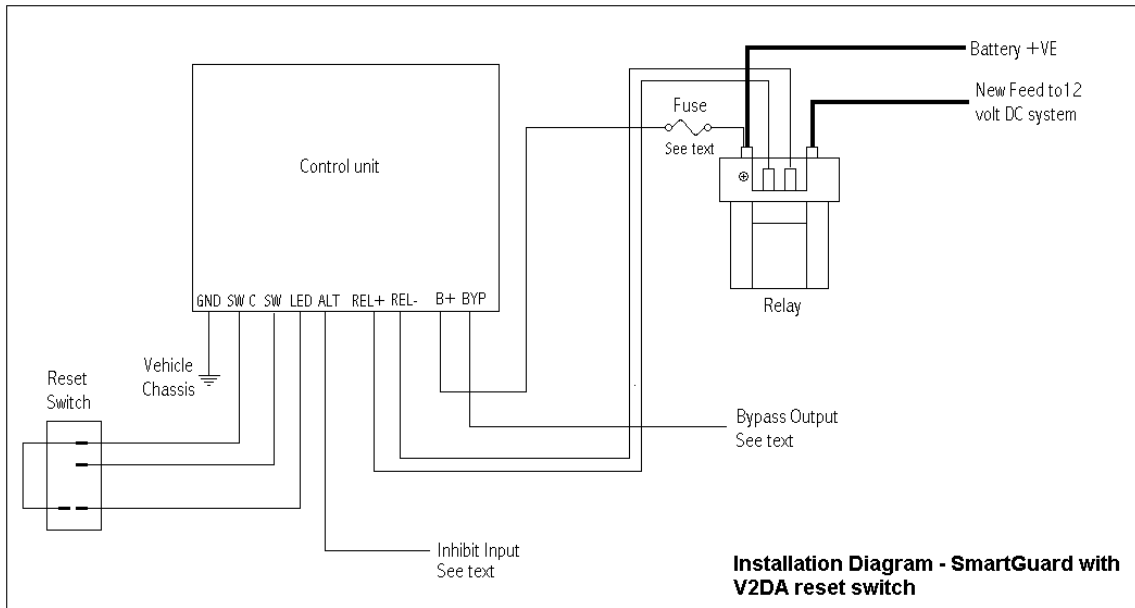 Battery +VE
New Feed to12
volt DC system
Fuse
See text
Control unit
Relay
GND SW C SW LED ALT REL+ REL- B+ BYP
Vehicle
Chassis
Reset
Switch
Bypass Output
See text
Inhibit Input
See text
Installation Diagram - SmartGuard with
V2DA reset switch